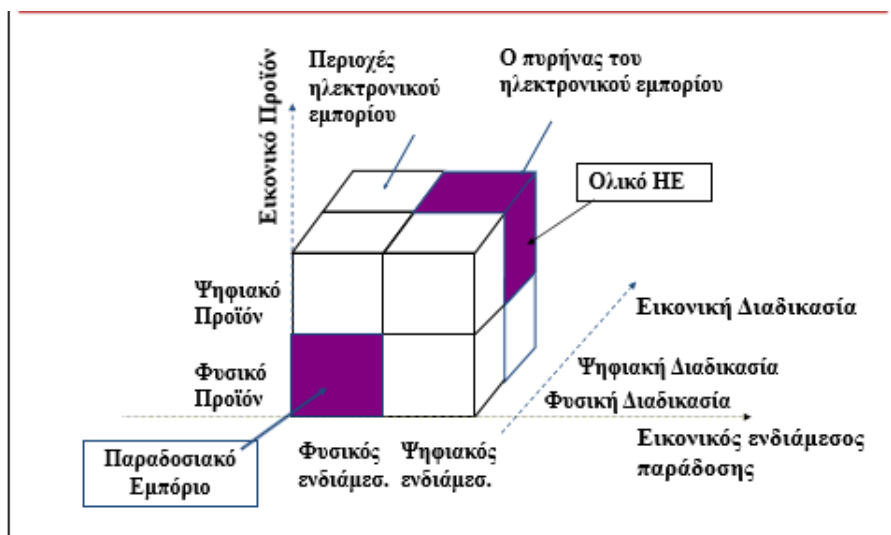 Περιοχές
ηλεκτρονικού
εμπορίου
Ο πυρήνας του
ηλεκτρονικού εμπορίου
Εικονικό Προϊόν
Ολικό ΗΕ
Ψηφιακό
Προϊόν
Εικονική Διαδικασία
Φυσικό
Προϊόν
Ψηφιακή Διαδικασία
Φυσική Διαδικασία
Παραδοσιακό
Εμπόριο
Φυσικός
ενδιάμεσ.
Ψηφιακός
ενδιάμεσ.
Εικονικός ενδιάμεσος
παράδοσης